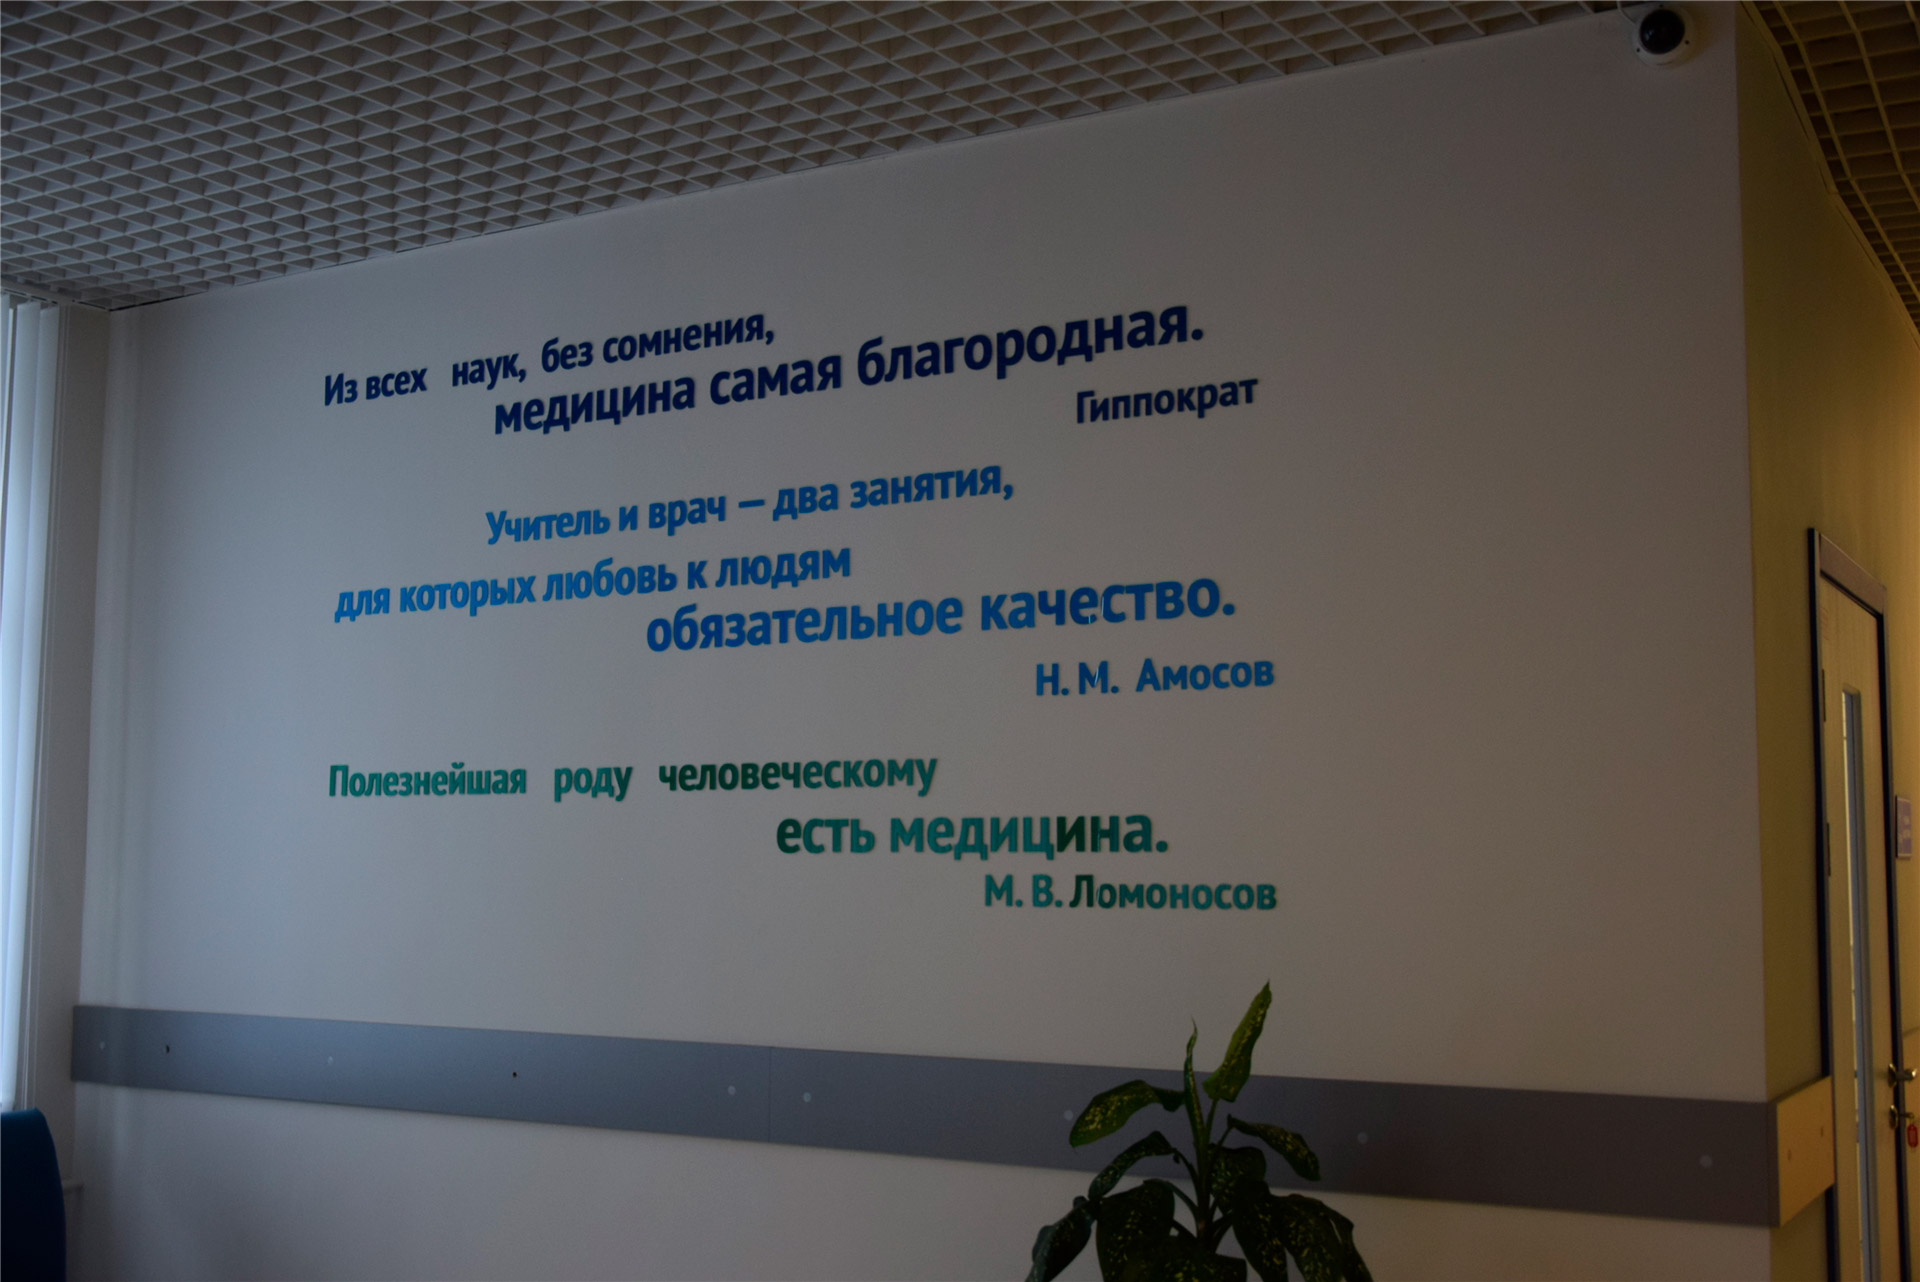 Из всех наук, без сомнения,
медицина самая благородная.
Гиппократ
Учитель и врач – два занятия,
для которых любовь к людям
обязательное качество.
Н. М. Амосов
Полезнейшая роду человеческому
есть медицина.
М. В. Ломоносов